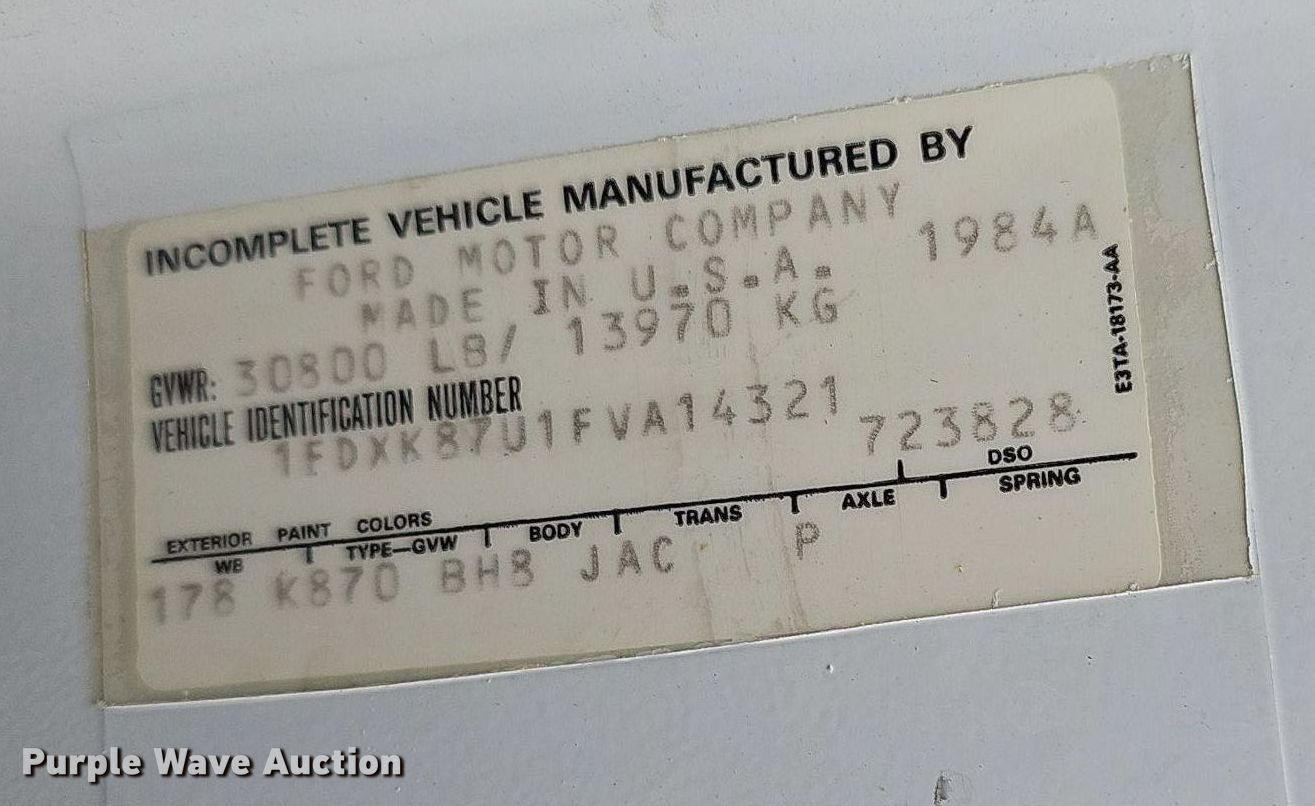 INCOMPLETE VEHICLE MANUFACTURED BY
FORD MOTOR COMPANY
MADE IN U.S.A. 1984A
GVWR: 30800 LB/ 13970 KG
VEHICLE IDENTIFICATION NUMBER
1FDXK87U1FVA14321 723828
E3TA-18173-AA
EXTERIOR PAINT COLORS DSO
WB TYPE-GVW BODY TRANS AXLE SPRING
178 K870 BHB JAC P
Purple Wave Auction